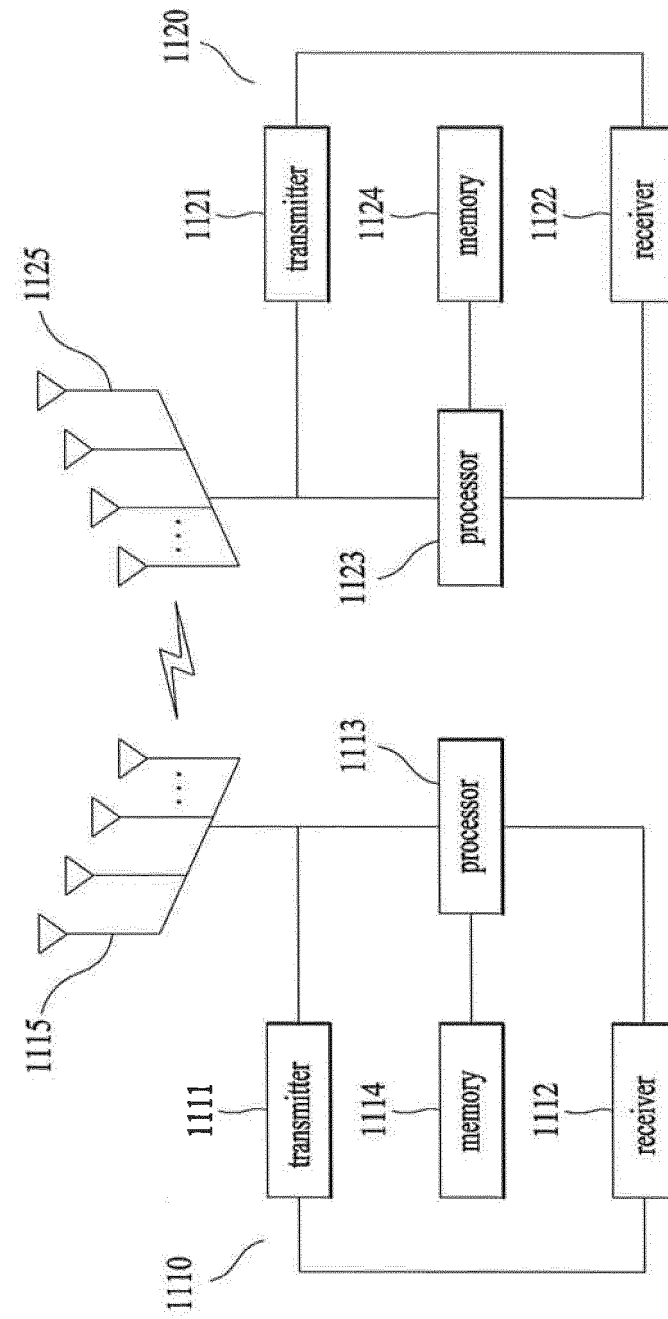 1115
1125
1110
1111
transmitter
1121
transmitter
1120
1114
memory
1113
processor
1123
processor
1124
memory
1112
receiver
1122
receiver